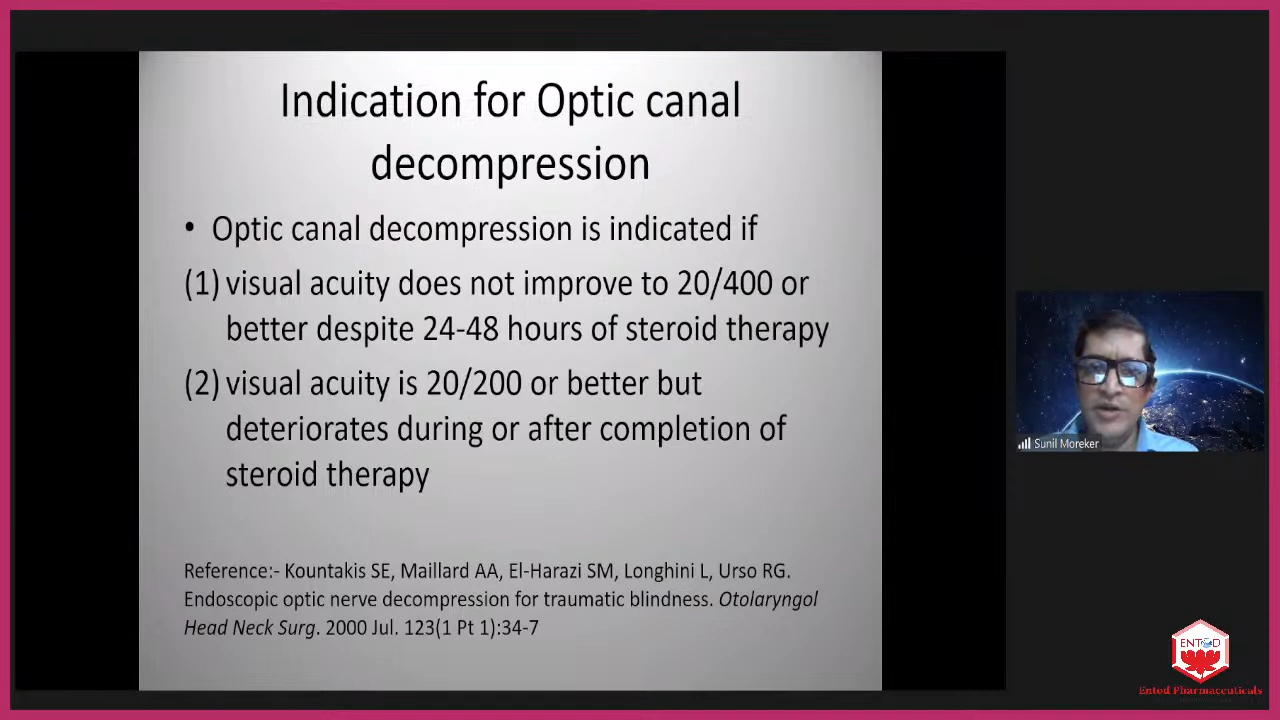 Indication for Optic canal
decompression
• Optic canal decompression is indicated if
(1) visual acuity does not improve to 20/400 or
better despite 24-48 hours of steroid therapy
(2) visual acuity is 20/200 or better but
deteriorates during or after completion of
steroid therapy
Reference:- Kountakis SE, Maillard AA, El-Harazi SM, Longhini L, Urso RG.
Endoscopic optic nerve decompression for traumatic blindness. Otolaryngol
Head Neck Surg. 2000 Jul. 123(1 Pt 1):34-7
Sunil Moreker
ENTOD
Entod Pharmaceuticals